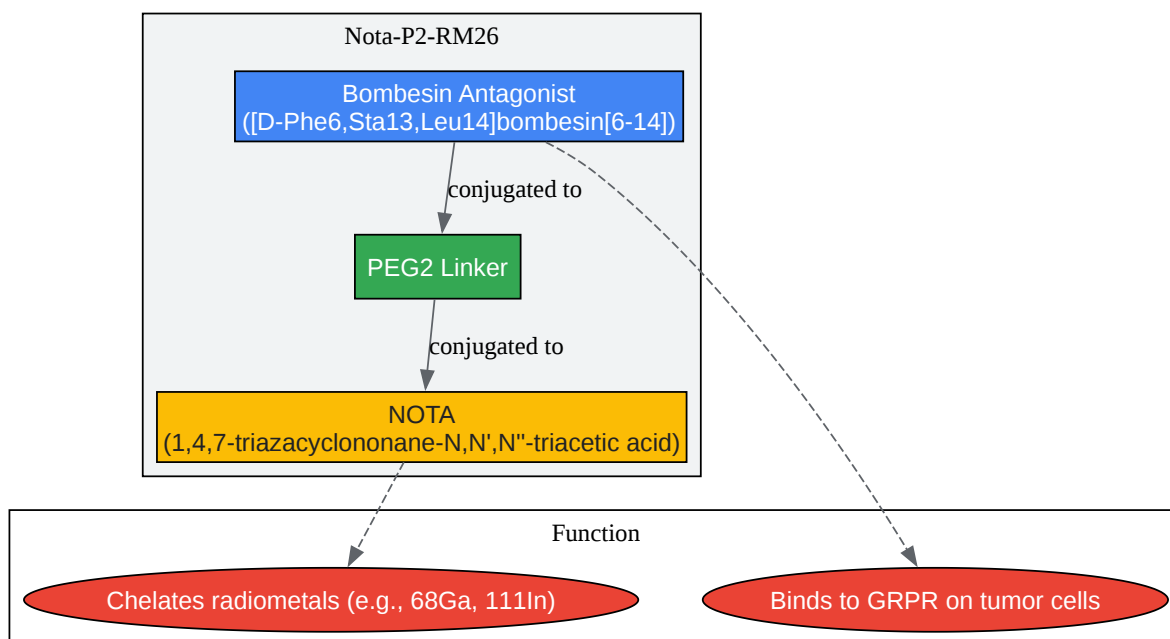 Nota-P2-RM26
Bombesin Antagonist
([D-Phe6,Sta13,Leu14]bombesin[6-14])
conjugated to
PEG2 Linker
conjugated to
NOTA
(1,4,7-triazacyclononane-N,N',N''-triacetic acid)
Function
Chelates radiometals (e.g., 68Ga, 111In)
Binds to GRPR on tumor cells